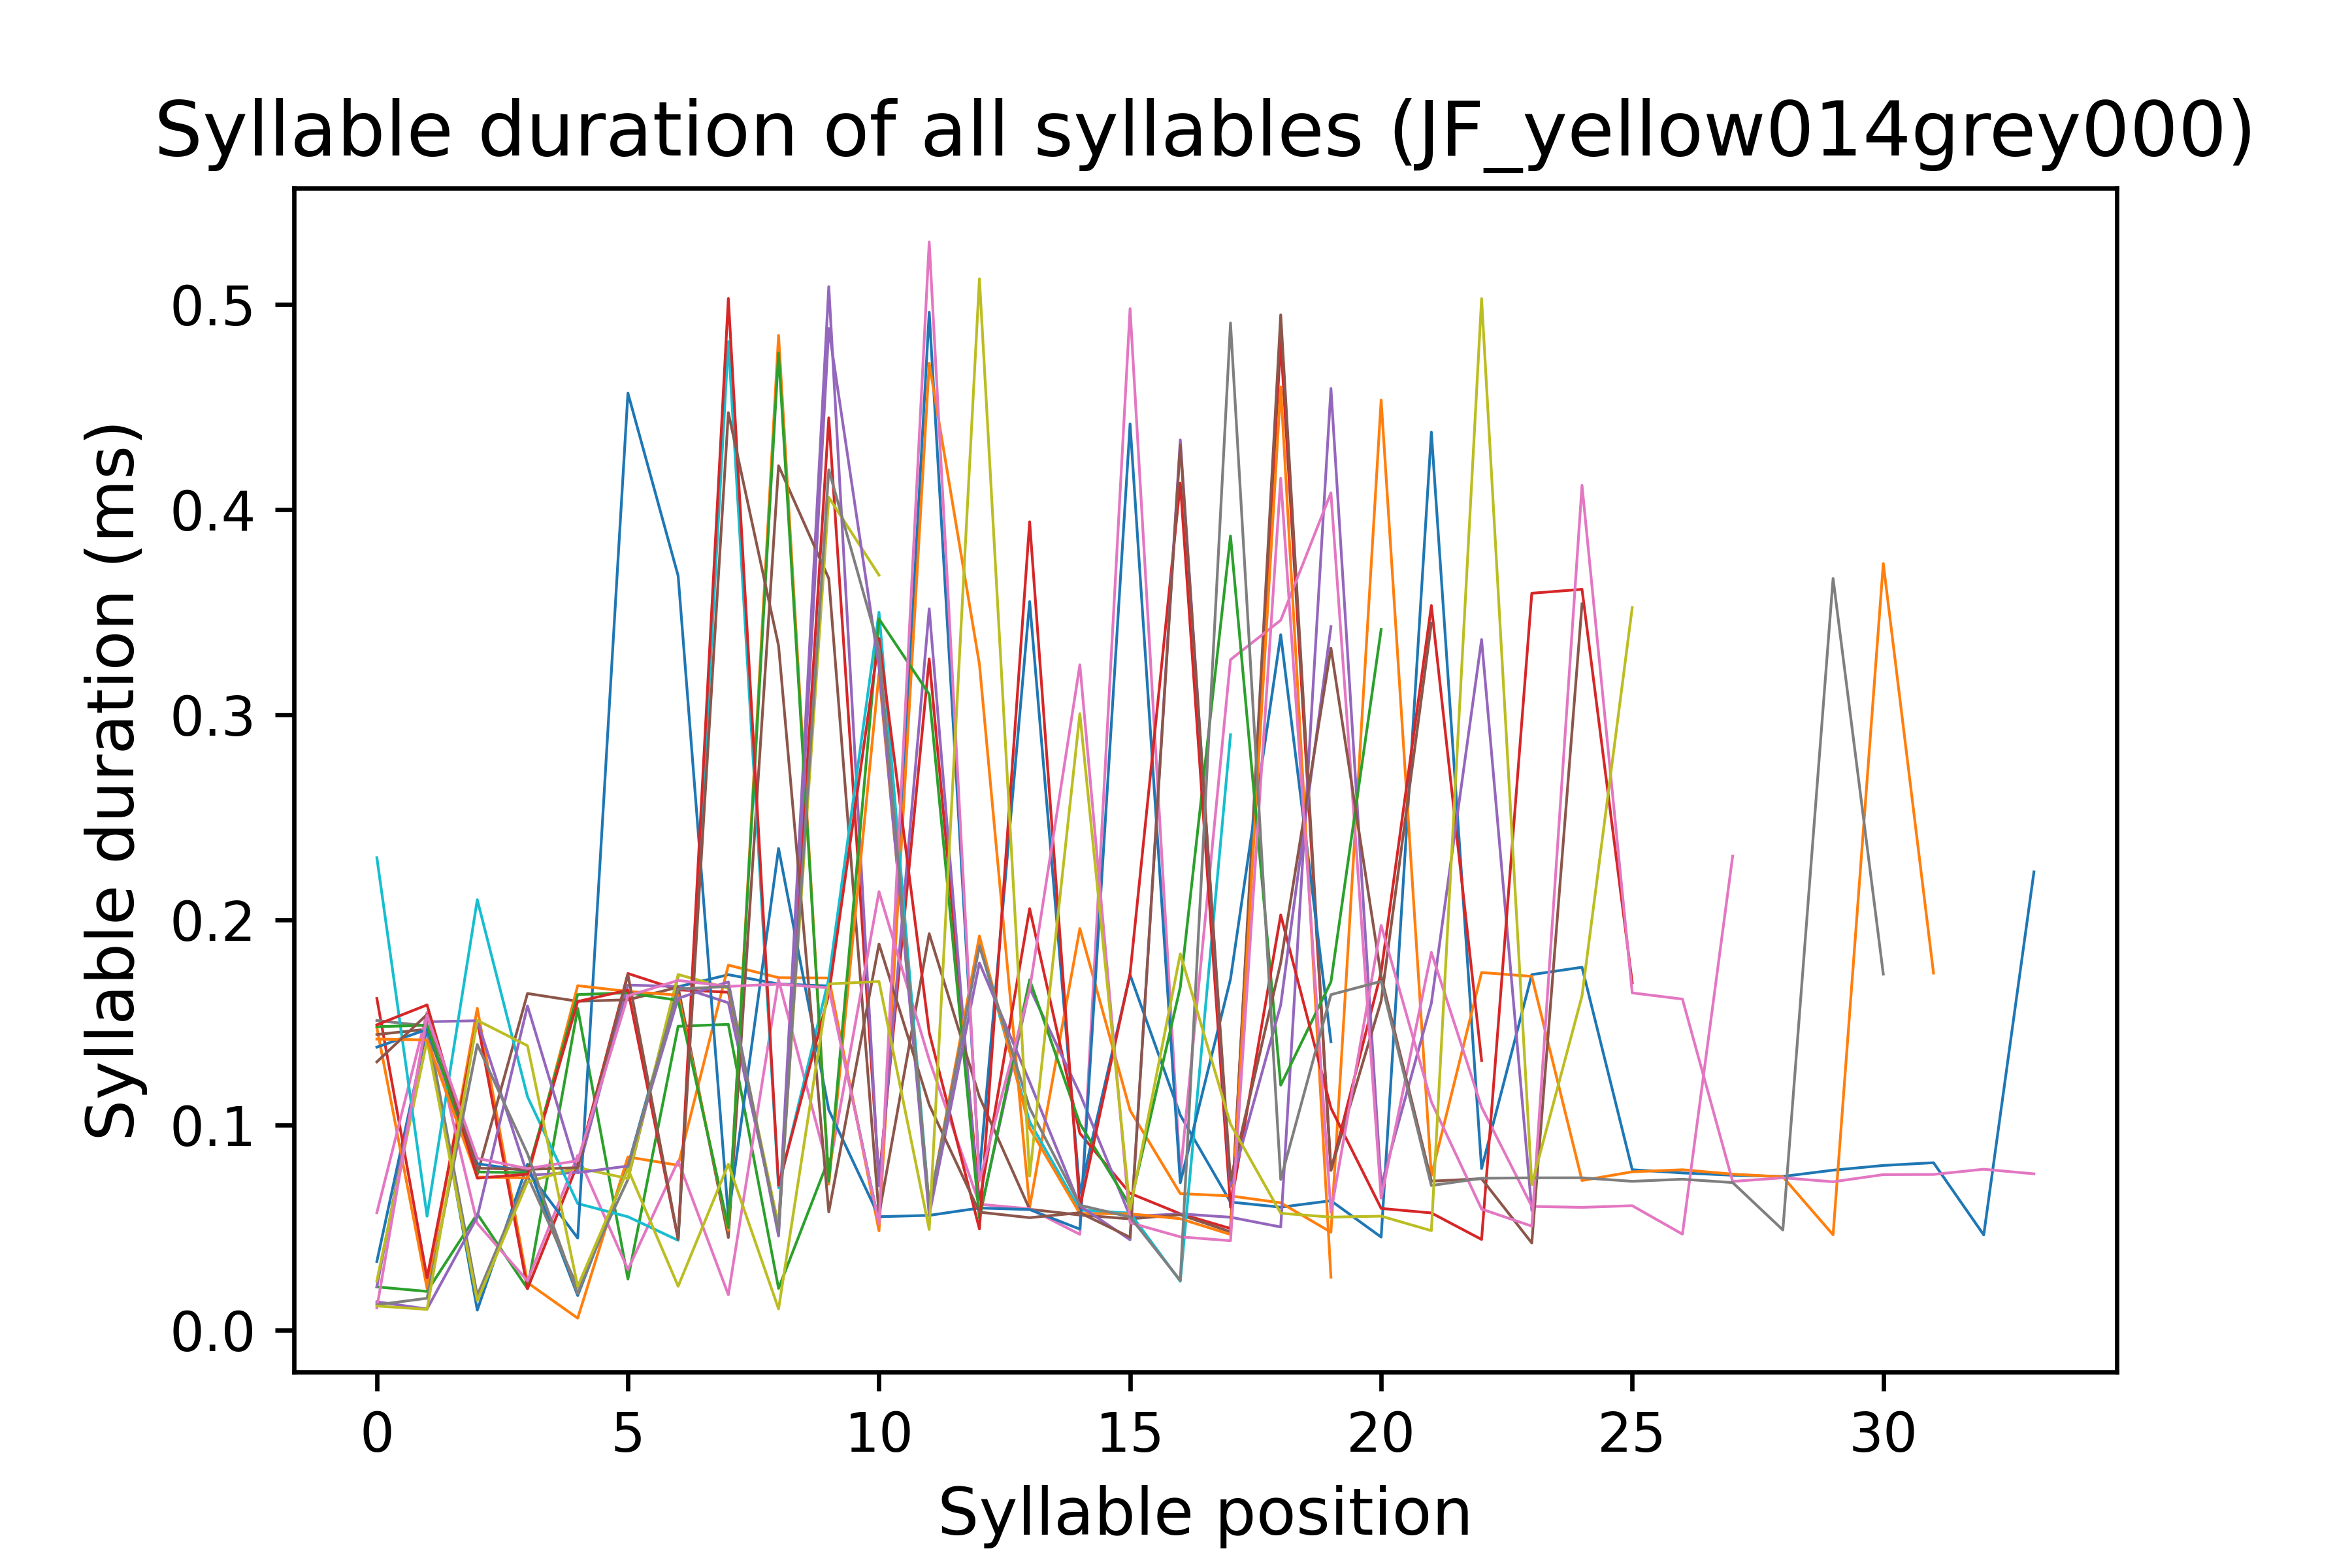 Syllable duration of all syllables (JF_yellow014grey000)
Syllable duration (ms)
0.5
0.4
0.3
0.2
0.1
0.0
0 5 10 15 20 25 30
Syllable position